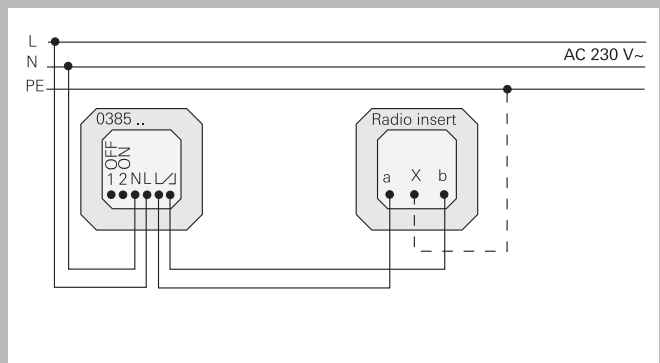 L
N
AC 230 V~
PE
0385 ..
OFF
ON
1 2 N L
Radio insert
a X b